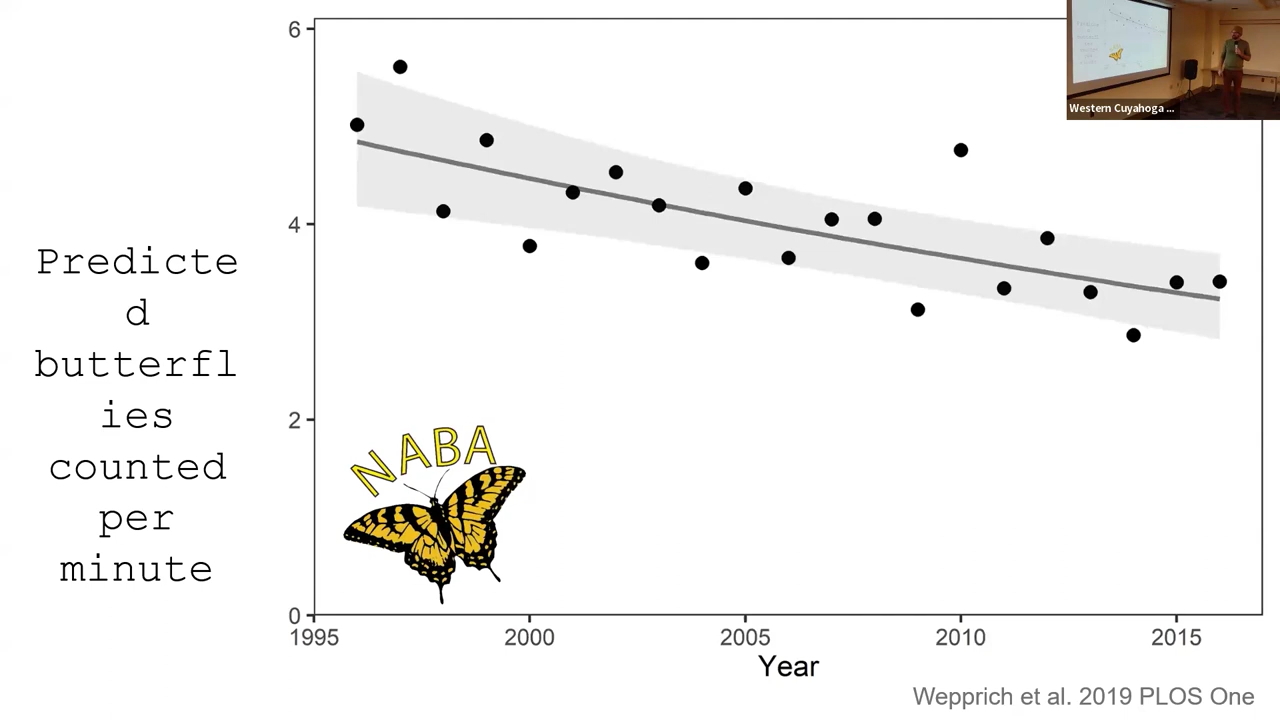 6
4
2
0
Predicte
d
butterfl
ies
counted
per
minute
NABA
1995
2000
2005
2010
2015
Year
Wepprich et al. 2019 PLOS One
Western Cuyahoga ...